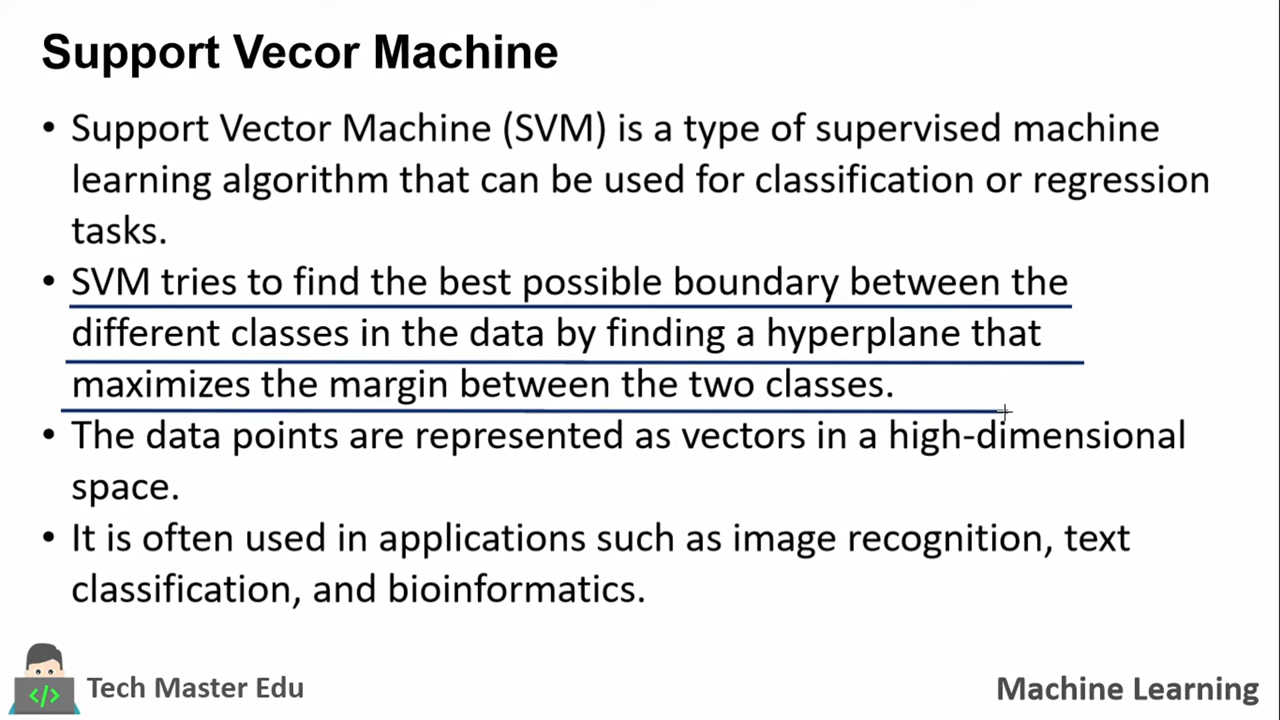 Support Vecor Machine
• Support Vector Machine (SVM) is a type of supervised machine
learning algorithm that can be used for classification or regression
tasks.
• SVM tries to find the best possible boundary between the
different classes in the data by finding a hyperplane that
maximizes the margin between the two classes.
• The data points are represented as vectors in a high-dimensional
space.
• It is often used in applications such as image recognition, text
classification, and bioinformatics.
</>
Tech Master Edu
Machine Learning